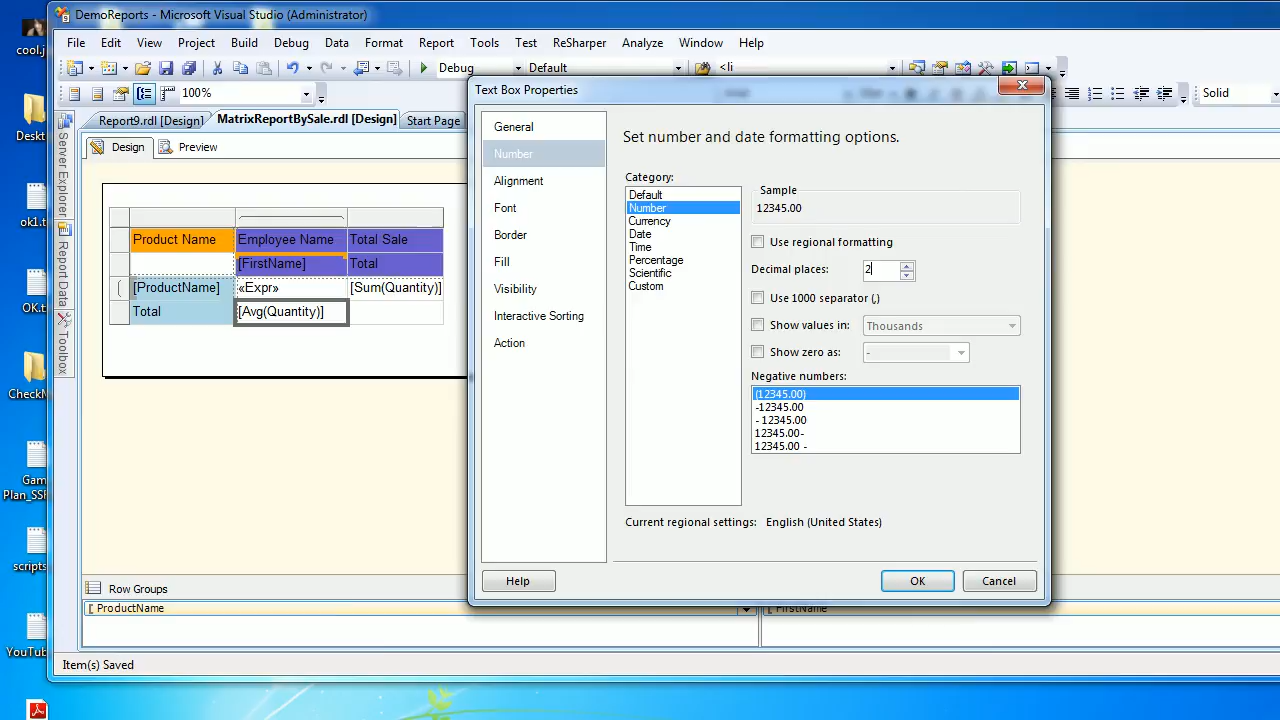 DemoReports - Microsoft Visual Studio (Administrator)
File Edit View Project Build Debug Data Format Report Tools Test ReSharper Analyze Window Help
Debug Default <li
100% Solid
Report9.rdl [Design] MatrixReportBySale.rdl [Design] Start Page
Design Preview
Server Explorer
Report Data
Toolbox
Product Name Employee Name Total Sale
[FirstName] Total
[ProductName] «Expr» [Sum(Quantity)]
Total [Avg(Quantity)]
Row Groups
[ ProductName
[ FirstName
Item(s) Saved
Text Box Properties
General
Number
Alignment
Font
Border
Fill
Visibility
Interactive Sorting
Action
Set number and date formatting options.
Category:
Default
Number
Currency
Date
Time
Percentage
Scientific
Custom
Sample
12345.00
Use regional formatting
Decimal places: 2
Use 1000 separator (,)
Show values in: Thousands
Show zero as: -
Negative numbers:
(12345.00)
-12345.00
- 12345.00
12345.00-
12345.00 -
Current regional settings: English (United States)
Help OK Cancel
cool.j
Deskt
ok1.t
OK.t
CheckM
Gam
Plan_SSF
scripts
YouTub